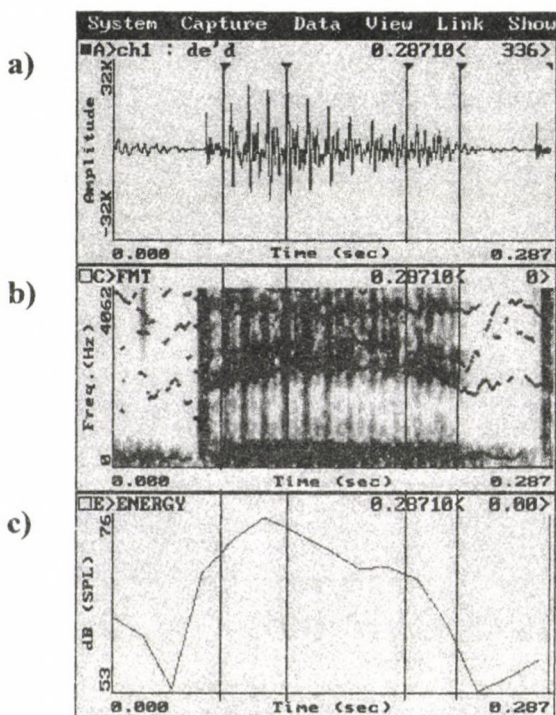 System Capture Data View Link Show
a)
A>ch1 : de'd 0.28710< 336>
32K
Amplitude
-32K
0.000 Time (sec) 0.287
b)
C>FMT 0.28710< 0>
4062
Freq.(Hz)
0
0.000 Time (sec) 0.287
c)
E>ENERGY 0.28710< 0.00>
76
dB (SPL)
53
0.000 Time (sec) 0.287